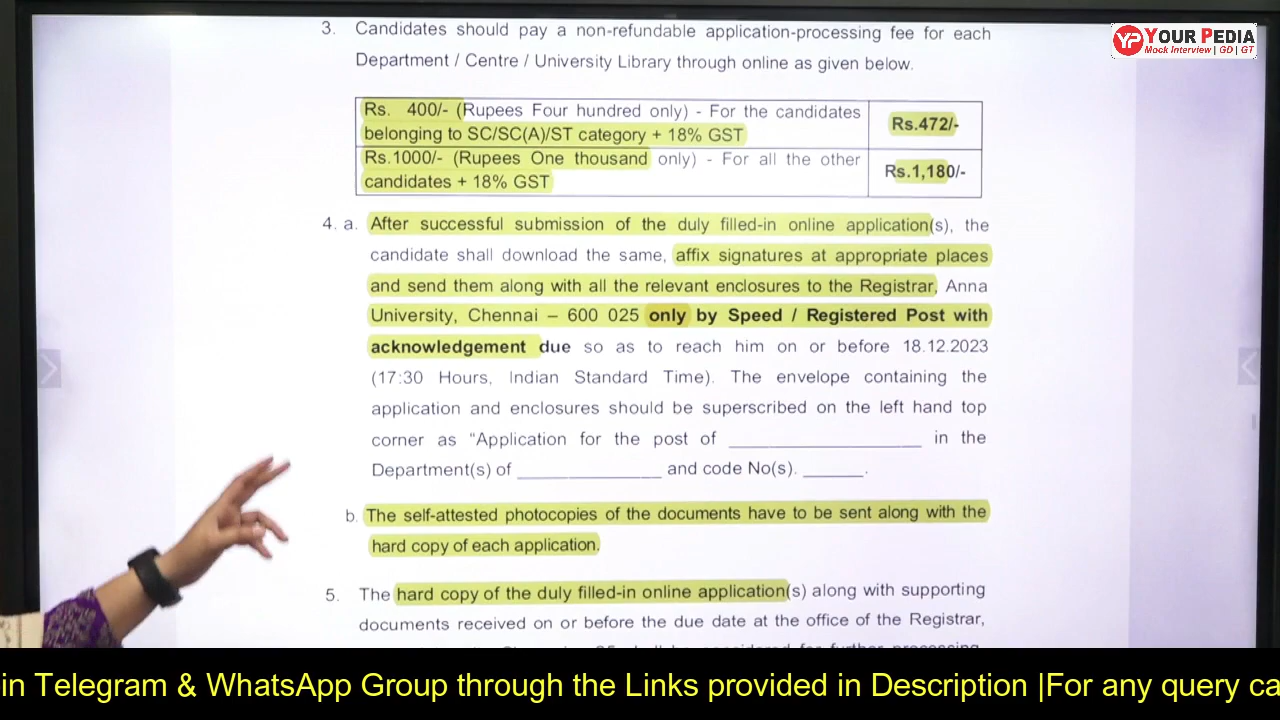 YP YOUR PEDIA
Mock Interview | GD | GT
3. Candidates should pay a non-refundable application-processing fee for each
Department / Centre / University Library through online as given below.
Rs. 400/- (Rupees Four hundred only) - For the candidates
belonging to SC/SC(A)/ST category + 18% GST
Rs.472/-
Rs.1000/- (Rupees One thousand only) - For all the other
candidates + 18% GST
Rs.1,180/-
4. a. After successful submission of the duly filled-in online application(s), the
candidate shall download the same, affix signatures at appropriate places
and send them along with all the relevant enclosures to the Registrar, Anna
University, Chennai – 600 025 only by Speed / Registered Post with
acknowledgement due so as to reach him on or before 18.12.2023
(17:30 Hours, Indian Standard Time). The envelope containing the
application and enclosures should be superscribed on the left hand top
corner as “Application for the post of ____________________ in the
Department(s) of _______________ and code No(s). ______.
b. The self-attested photocopies of the documents have to be sent along with the
hard copy of each application.
5. The hard copy of the duly filled-in online application(s) along with supporting
documents received on or before the due date at the office of the Registrar,
in Telegram & WhatsApp Group through the Links provided in Description |For any query ca